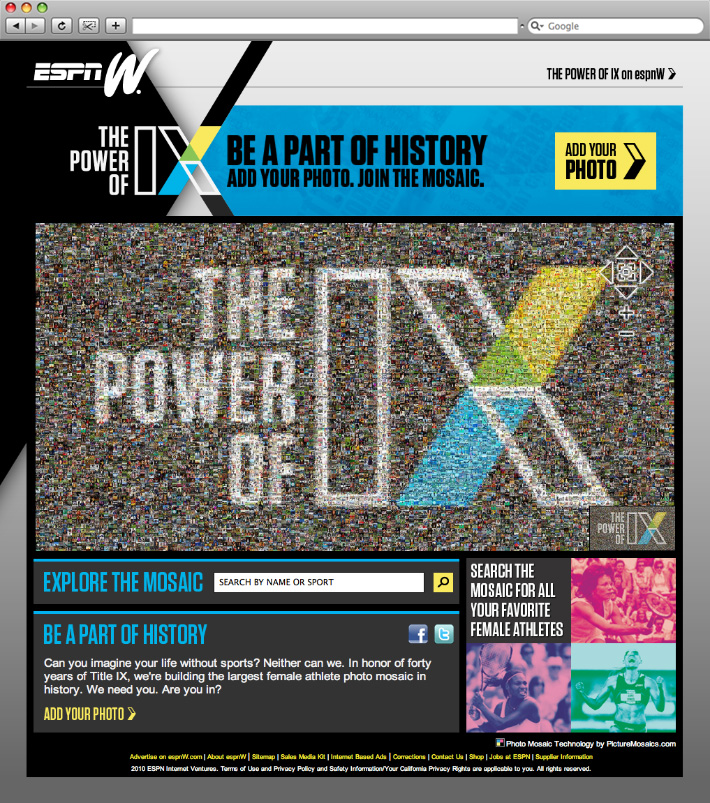 Google
espnW.
THE POWER OF IX on espnW
THE
POWER
OF IX
BE A PART OF HISTORY
ADD YOUR PHOTO. JOIN THE MOSAIC.
ADD YOUR
PHOTO
THE
POWER
OF IX
THE
POWER
OF IX
EXPLORE THE MOSAIC
SEARCH BY NAME OR SPORT
SEARCH THE
MOSAIC FOR ALL
YOUR FAVORITE
FEMALE ATHLETES
BE A PART OF HISTORY
Can you imagine your life without sports? Neither can we. In honor of forty
years of Title IX, we're building the largest female athlete photo mosaic in
history. We need you. Are you in?
ADD YOUR PHOTO
Photo Mosaic Technology by PictureMosaics.com
Advertise on espnW.com | About espnW | Sitemap | Sales Media Kit | Internet Based Ads | Corrections | Contact Us | Shop | Jobs at ESPN | Supplier Information
2010 ESPN Internet Ventures. Terms of Use and Privacy Policy and Safety Information/Your California Privacy Rights are applicable to you. All rights reserved.